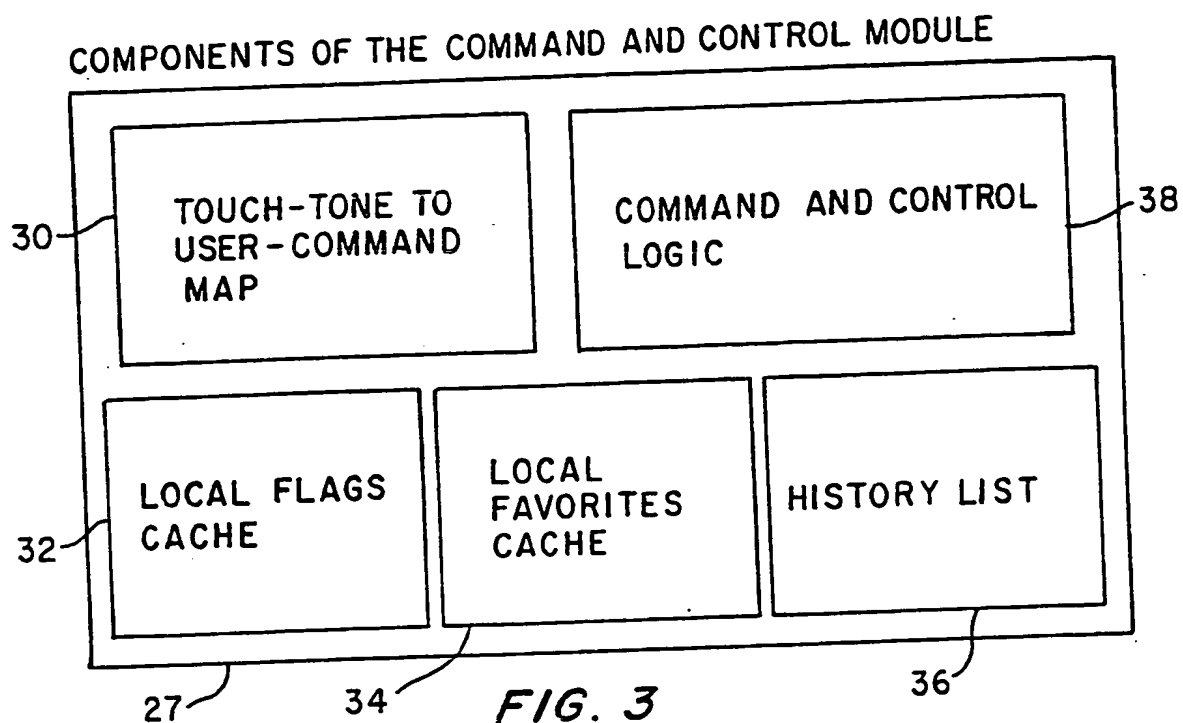 COMPONENTS OF THE COMMAND AND CONTROL MODULE
TOUCH-TONE TO
USER-COMMAND
MAP
30
COMMAND AND CONTROL
LOGIC
38
LOCAL FLAGS
CACHE
32
LOCAL
FAVORITES
CACHE
HISTORY LIST
27
34
36
FIG. 3